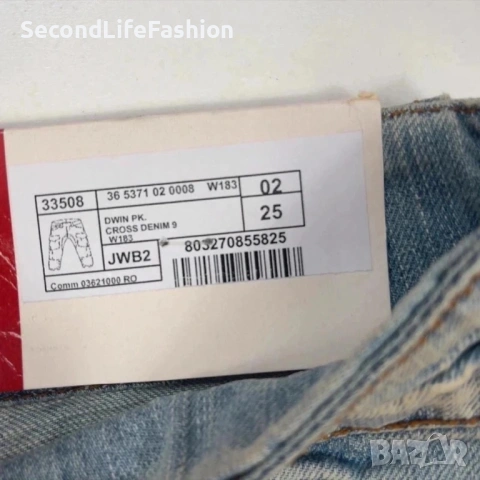 SecondLifeFashion
33508
36 5371 02 0008 W183
02
DWIN PK.
CROSS DENIM 9
W183
25
JWB2
803270855825
Comm 03621000 RO
BAZAR